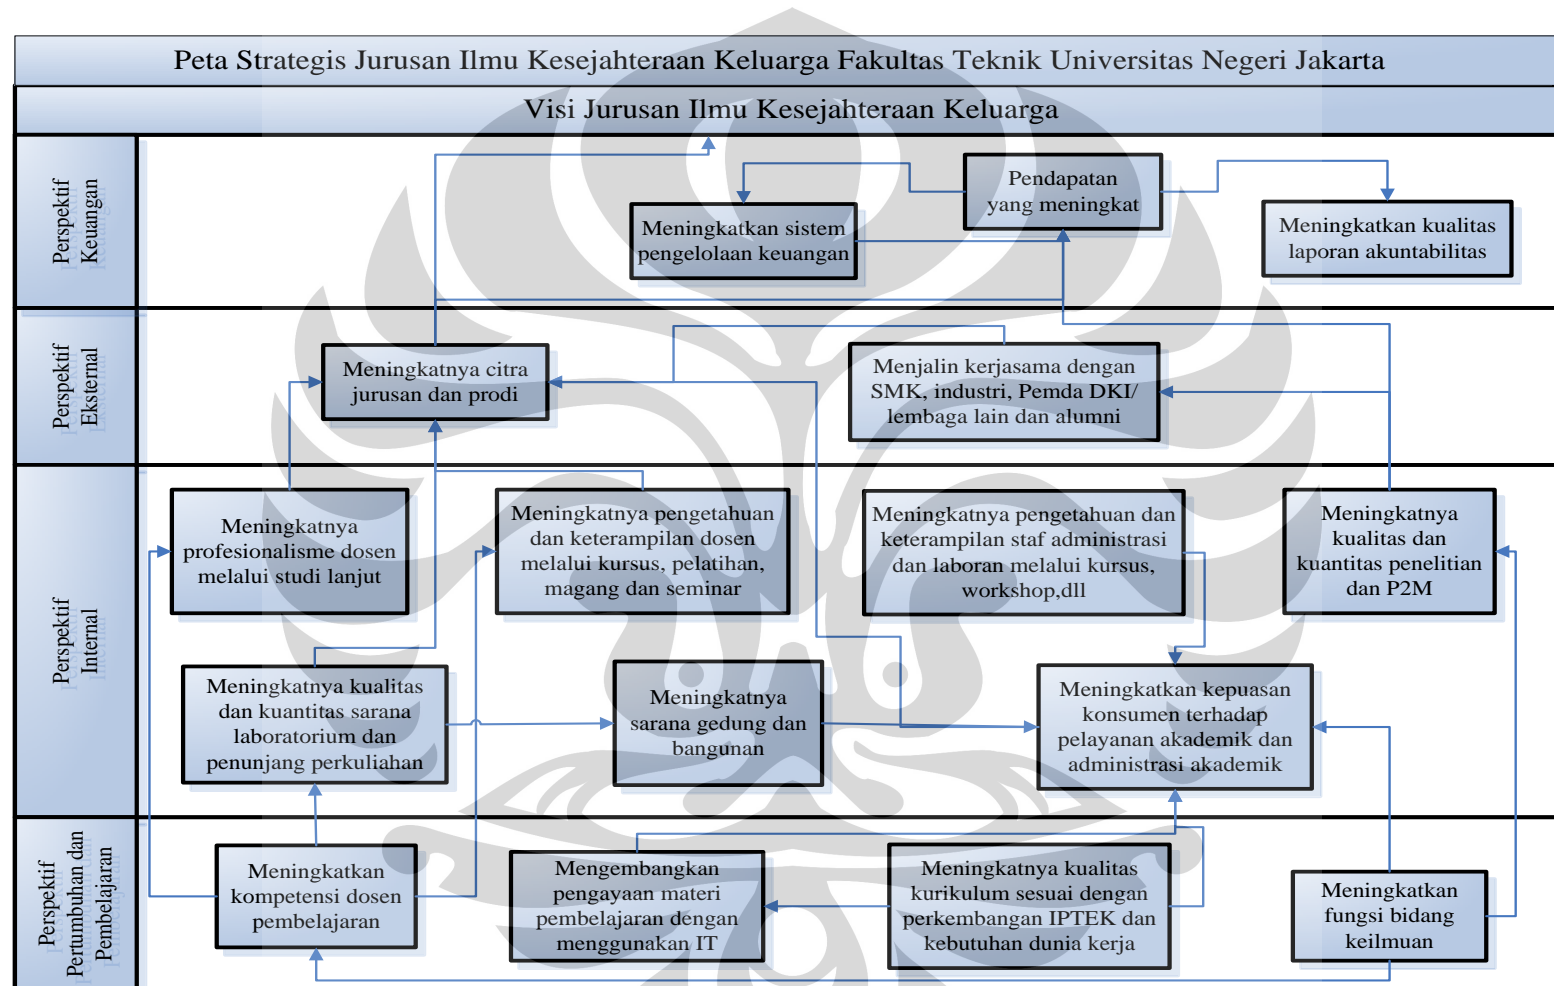 Peta Strategis Jurusan Ilmu Kesejahteraan Keluarga Fakultas Teknik Universitas Negeri Jakarta
Visi Jurusan Ilmu Kesejahteraan Keluarga
Perspektif
Keuangan
Meningkatkan sistem
pengelolaan keuangan
Pendapatan
yang meningkat
Meningkatkan kualitas
laporan akuntabilitas
Perspektif
Eksternal
Meningkatnya citra
jurusan dan prodi
Menjalin kerjasama dengan
SMK, industri, Pemda DKI/
lembaga lain dan alumni
Perspektif
Internal
Meningkatnya
profesionalisme dosen
melalui studi lanjut
Meningkatnya pengetahuan
dan keterampilan dosen
melalui kursus, pelatihan,
magang dan seminar
Meningkatnya pengetahuan dan
keterampilan staf administrasi
dan laboran melalui kursus,
workshop,dll
Meningkatnya
kualitas dan
kuantitas penelitian
dan P2M
Meningkatnya kualitas
dan kuantitas sarana
laboratorium dan
penunjang perkuliahan
Meningkatnya
sarana gedung dan
bangunan
Meningkatkan kepuasan
konsumen terhadap
pelayanan akademik dan
administrasi akademik
Perspektif
Pertumbuhan dan
Pembelajaran
Meningkatkan
kompetensi dosen
pembelajaran
Mengembangkan
pengayaan materi
pembelajaran dengan
menggunakan IT
Meningkatnya kualitas
kurikulum sesuai dengan
perkembangan IPTEK dan
kebutuhan dunia kerja
Meningkatkan
fungsi bidang
keilmuan